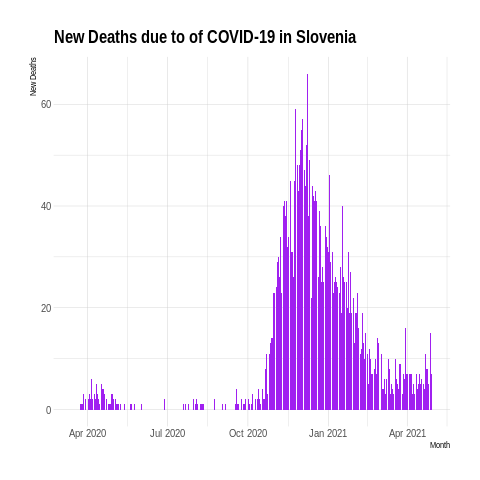 New Deaths due to of COVID-19 in Slovenia
New Deaths
60
40
20
0
Apr 2020 Jul 2020 Oct 2020 Jan 2021 Apr 2021
Month